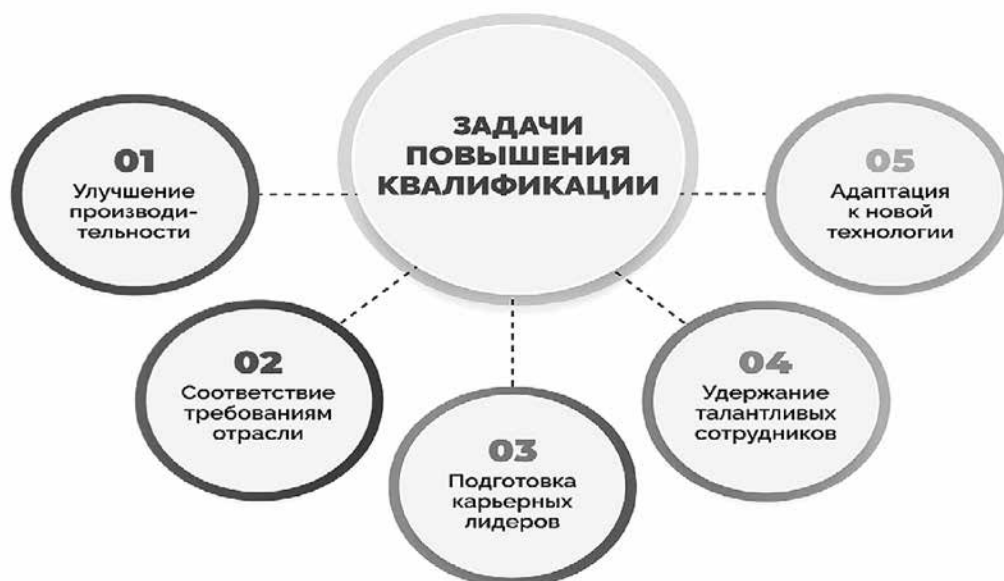 ЗАДАЧИ
ПОВЫШЕНИЯ
КВАЛИФИКАЦИИ
01
Улучшение
производи-
тельности
02
Соответствие
требованиям
отрасли
03
Подготовка
карьерных
лидеров
04
Удержание
талантливых
сотрудников
05
Адаптация
к новой
технологии